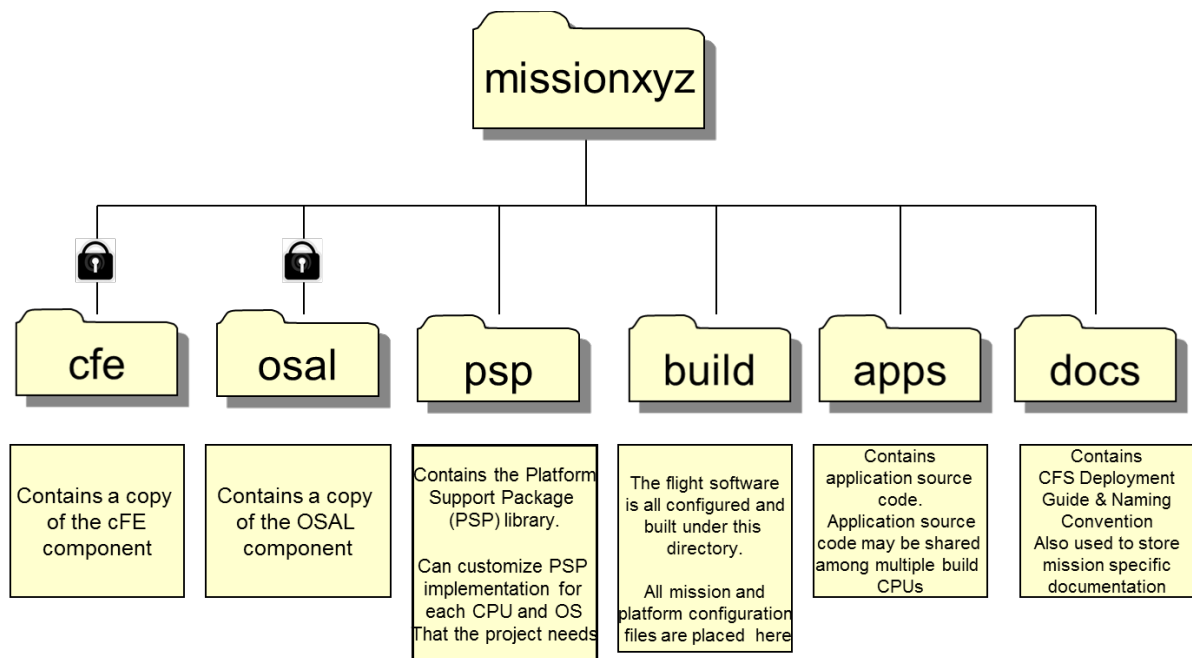 missionxyz
cfe
osal
psp
build
apps
docs
Contains a copy
of the cFE
component
Contains a copy
of the OSAL
component
Contains the Platform
Support Package
(PSP) library.
Can customize PSP
implementation for
each CPU and OS
That the project needs
The flight software
is all configured and
built under this
directory.
All mission and
platform configuration
files are placed here
Contains
application source
code.
Application source
code may be shared
among multiple build
CPUs
Contains
CFS Deployment
Guide & Naming
Convention
Also used to store
mission specific
documentation